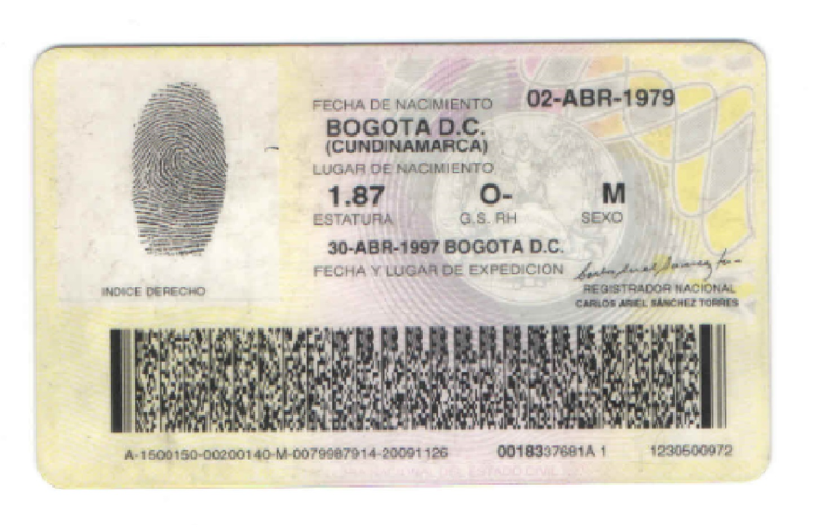 FECHA DE NACIMIENTO 02-ABR-1979
BOGOTA D.C.
(CUNDINAMARCA)
LUGAR DE NACIMIENTO
1.87 O- M
ESTATURA G.S. RH SEXO
30-ABR-1997 BOGOTA D.C.
FECHA Y LUGAR DE EXPEDICION
INDICE DERECHO
REGISTRADOR NACIONAL
CARLOS ARIEL SÁNCHEZ TORRES
A-1500150-00200140-M-0079987914-20091126 0018337681A 1 1230500972